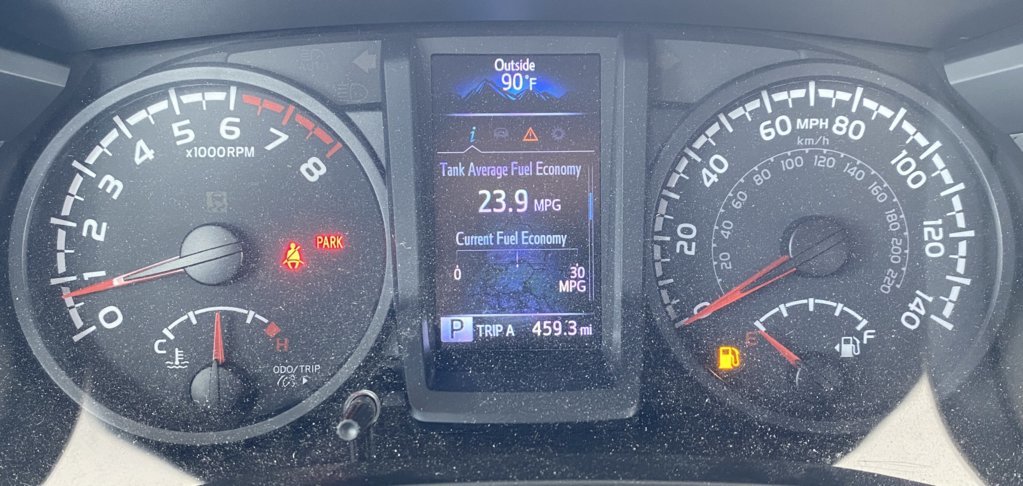 Outside
90°F
i
Tank Average Fuel Economy
23.9 MPG
Current Fuel Economy
0 30
MPG
P TRIP A 459.3 mi
0 1 2 3 4 5 6 7 8
x1000RPM
PARK
C H
ODO/TRIP
0 20 40 60 80 100 120 140
MPH
km/h
20 40 60 80 100 120 140 160 180 200 220
E F